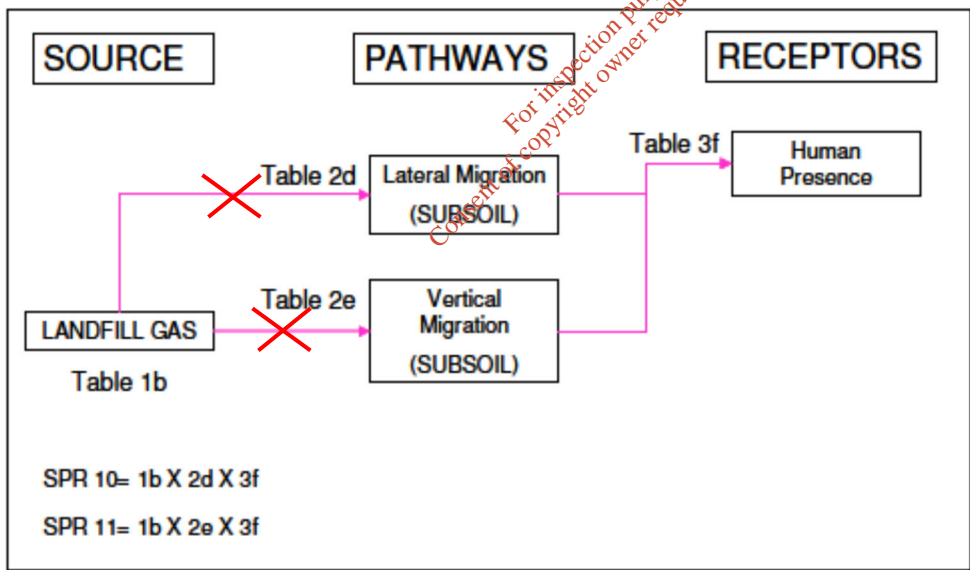 SOURCE
PATHWAYS
RECEPTORS
For inspection pur
Consent of copyright owner requ
Table 2d
Lateral Migration
(SUBSOIL)
Table 3f
Human
Presence
Table 2e
Vertical
Migration
(SUBSOIL)
LANDFILL GAS
Table 1b
SPR 10= 1b X 2d X 3f
SPR 11= 1b X 2e X 3f